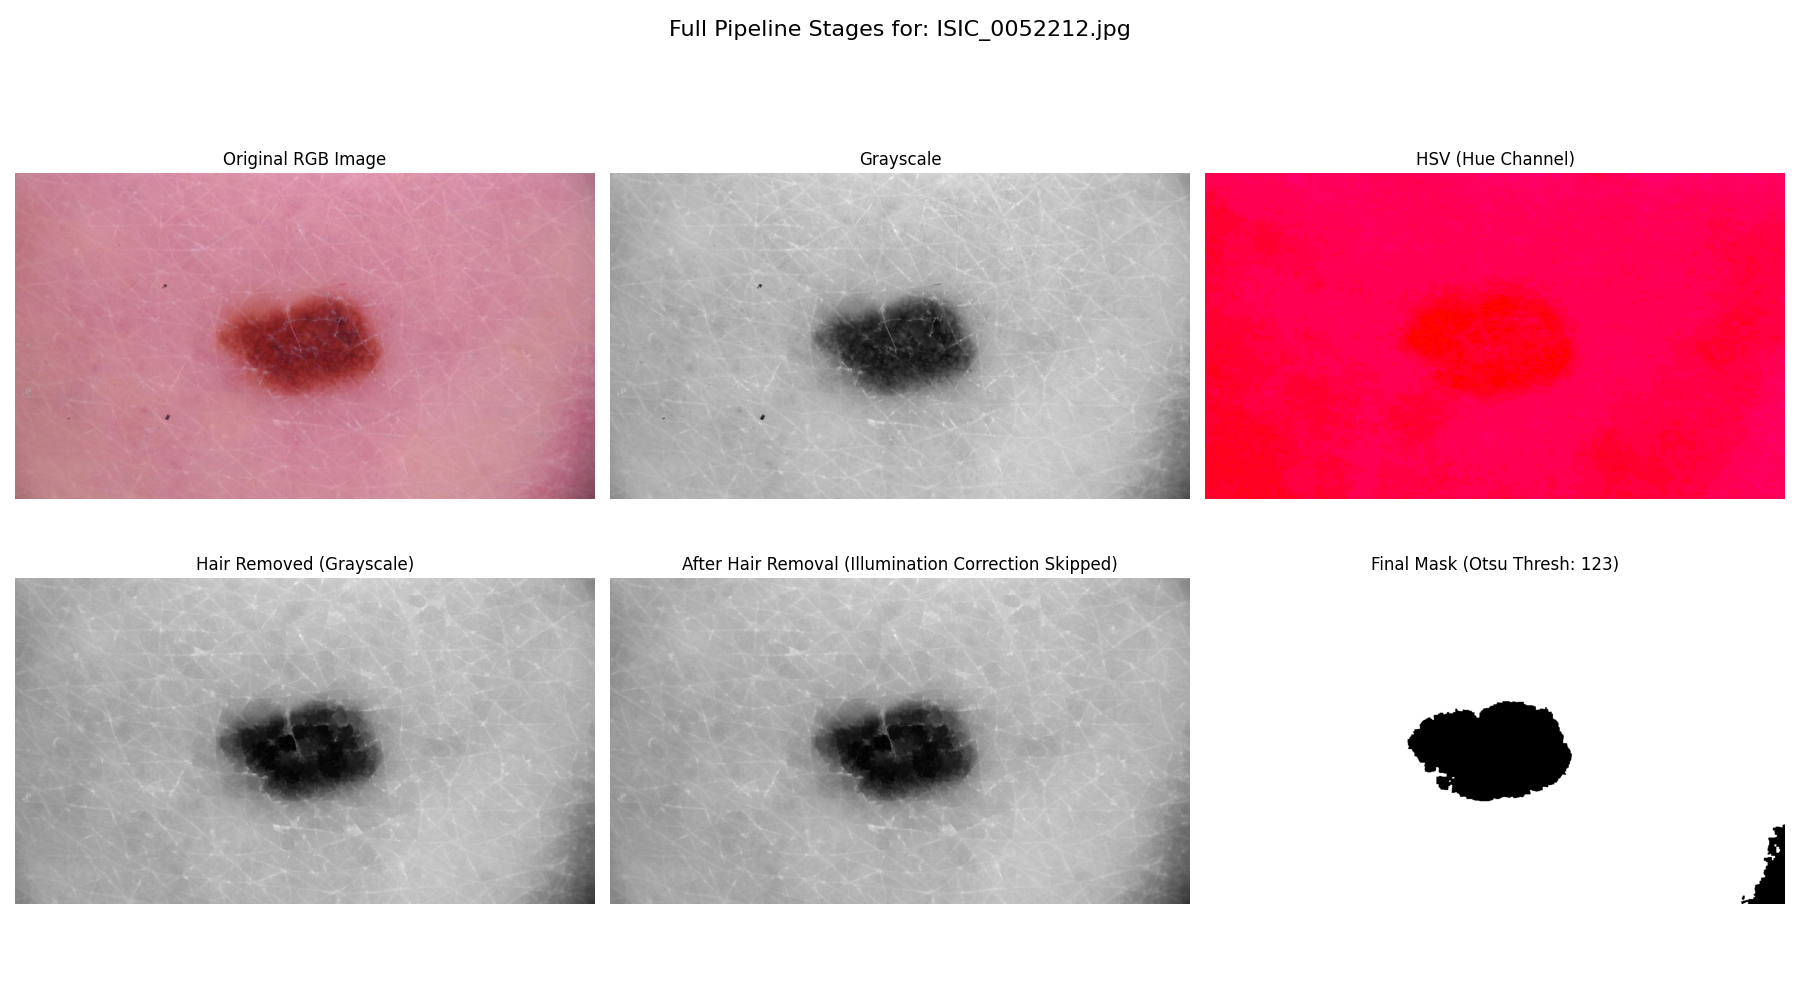 Full Pipeline Stages for: ISIC_0052212.jpg
Original RGB Image
Grayscale
HSV (Hue Channel)
Hair Removed (Grayscale)
After Hair Removal (Illumination Correction Skipped)
Final Mask (Otsu Thresh: 123)